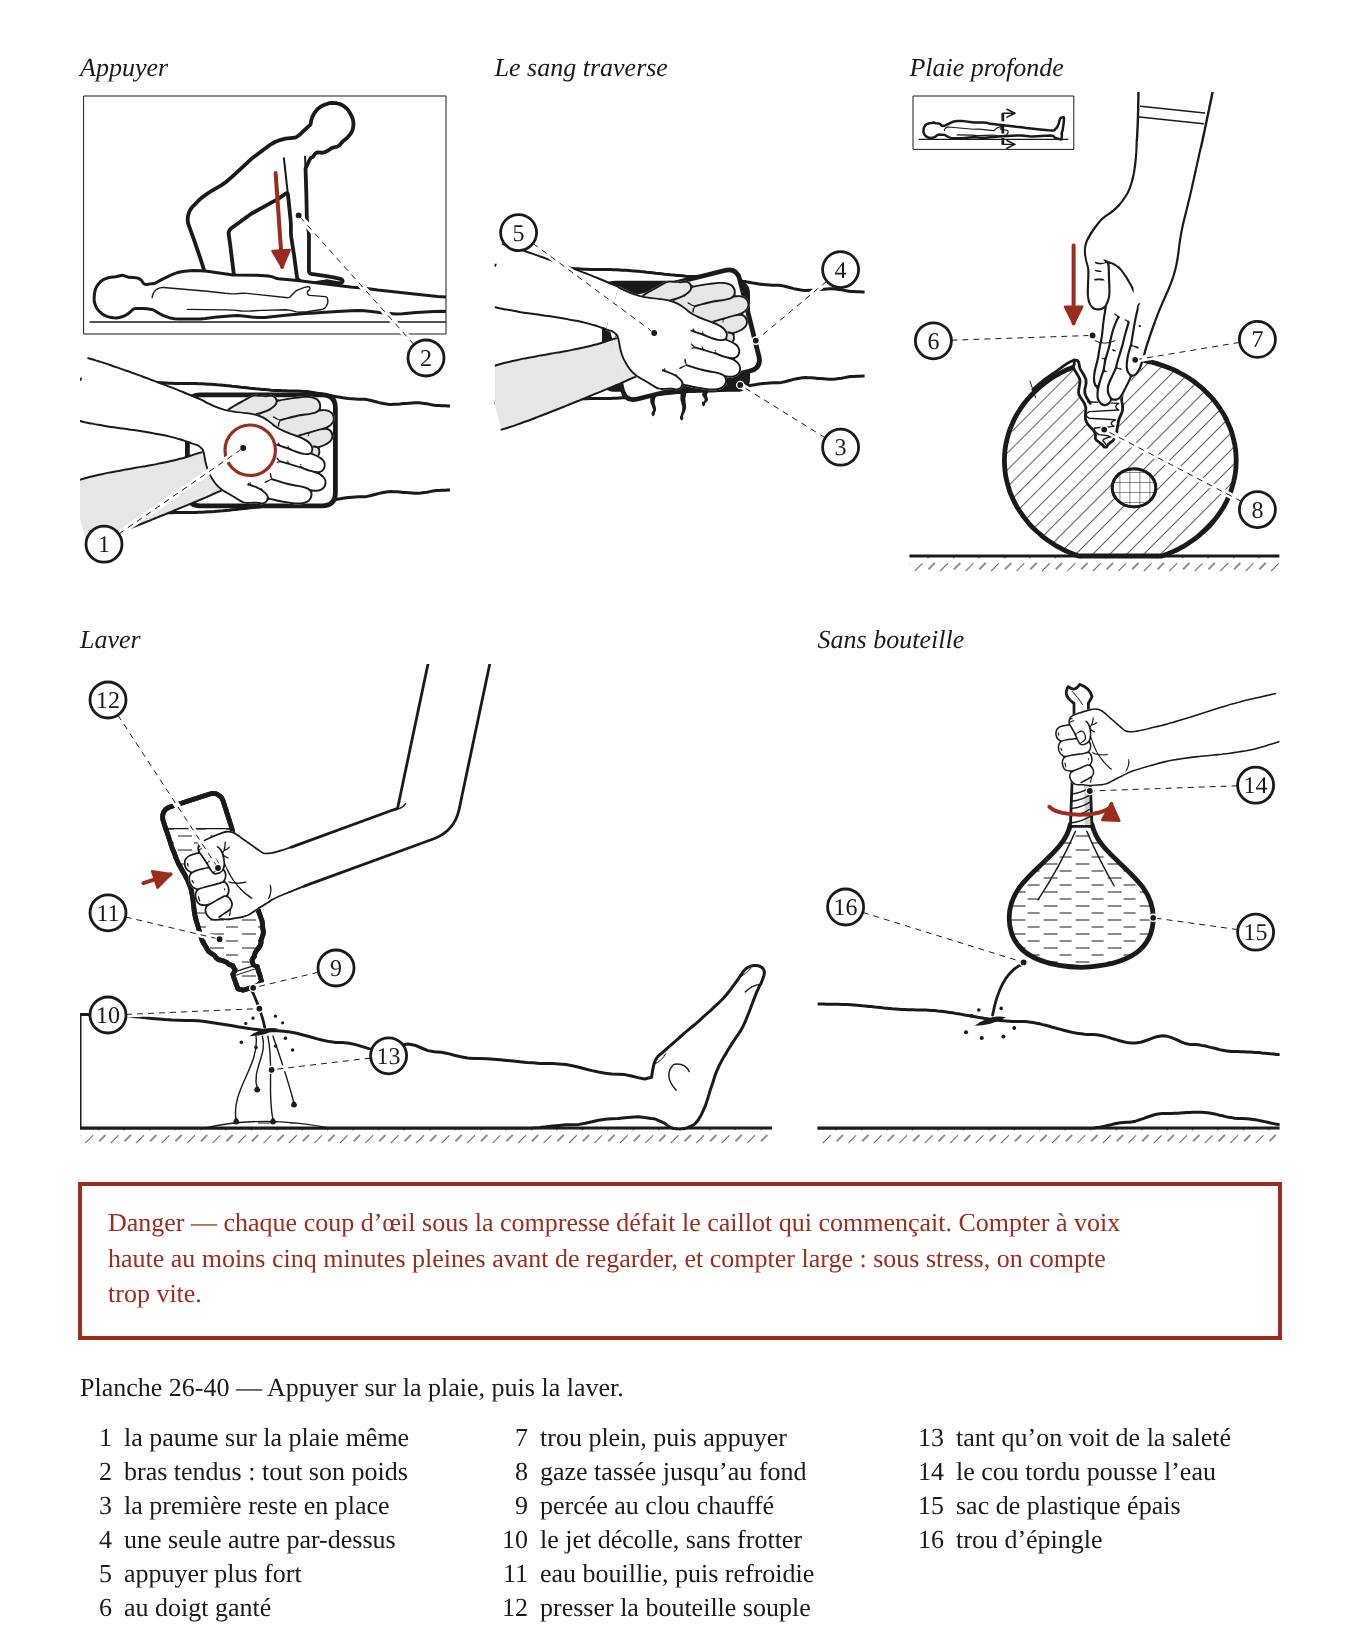 Appuyer
Le sang traverse
Plaie profonde
5
4
6
7
2
3
8
1
Laver
Sans bouteille
12
14
16
11
15
9
10
13
Danger — chaque coup d’œil sous la compresse défait le caillot qui commençait. Compter à voix
haute au moins cinq minutes pleines avant de regarder, et compter large : sous stress, on compte
trop vite.
Planche 26-40 — Appuyer sur la plaie, puis la laver.
1 la paume sur la plaie même
2 bras tendus : tout son poids
3 la première reste en place
4 une seule autre par-dessus
5 appuyer plus fort
6 au doigt ganté
7 trou plein, puis appuyer
8 gaze tassée jusqu’au fond
9 percée au clou chauffé
10 le jet décolle, sans frotter
11 eau bouillie, puis refroidie
12 presser la bouteille souple
13 tant qu’on voit de la saleté
14 le cou tordu pousse l’eau
15 sac de plastique épais
16 trou d’épingle